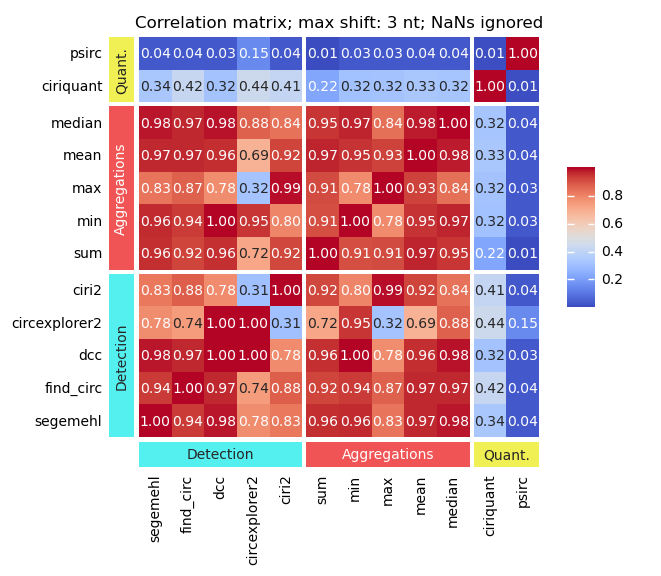 Correlation matrix; max shift: 3 nt; NaNs ignored
Quant.
psirc 0.04 0.04 0.03 0.15 0.04 0.01 0.03 0.03 0.04 0.04 0.01 1.00
ciriquant 0.34 0.42 0.32 0.44 0.41 0.22 0.32 0.32 0.33 0.32 1.00 0.01
Aggregations
median 0.98 0.97 0.98 0.88 0.84 0.95 0.97 0.84 0.98 1.00 0.32 0.04
mean 0.97 0.97 0.96 0.69 0.92 0.97 0.95 0.93 1.00 0.98 0.33 0.04
max 0.83 0.87 0.78 0.32 0.99 0.91 0.78 1.00 0.93 0.84 0.32 0.03
min 0.96 0.94 1.00 0.95 0.80 0.91 1.00 0.78 0.95 0.97 0.32 0.03
sum 0.96 0.92 0.96 0.72 0.92 1.00 0.91 0.91 0.97 0.95 0.22 0.01
Detection
ciri2 0.83 0.88 0.78 0.31 1.00 0.92 0.80 0.99 0.92 0.84 0.41 0.04
circexplorer2 0.78 0.74 1.00 1.00 0.31 0.72 0.95 0.32 0.69 0.88 0.44 0.15
dcc 0.98 0.97 1.00 1.00 0.78 0.96 1.00 0.78 0.96 0.98 0.32 0.03
find_circ 0.94 1.00 0.97 0.74 0.88 0.92 0.94 0.87 0.97 0.97 0.42 0.04
segemehl 1.00 0.94 0.98 0.78 0.83 0.96 0.96 0.83 0.97 0.98 0.34 0.04
Detection Aggregations Quant.
segemehl find_circ dcc circexplorer2 ciri2 sum min max mean median ciriquant psirc
0.8
0.6
0.4
0.2